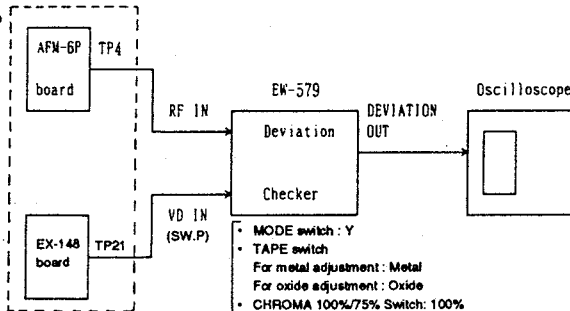 AFM-6P
board
TP4
EW-579
Oscilloscope
RF IN
Deviation
Checker
DEVIATION
OUT
VD IN
(SW.P)
EX-148
board
TP21
• MODE switch : Y
• TAPE switch
For metal adjustment : Metal
For oxide adjustment : Oxide
• CHROMA 100%/75% Switch: 100%